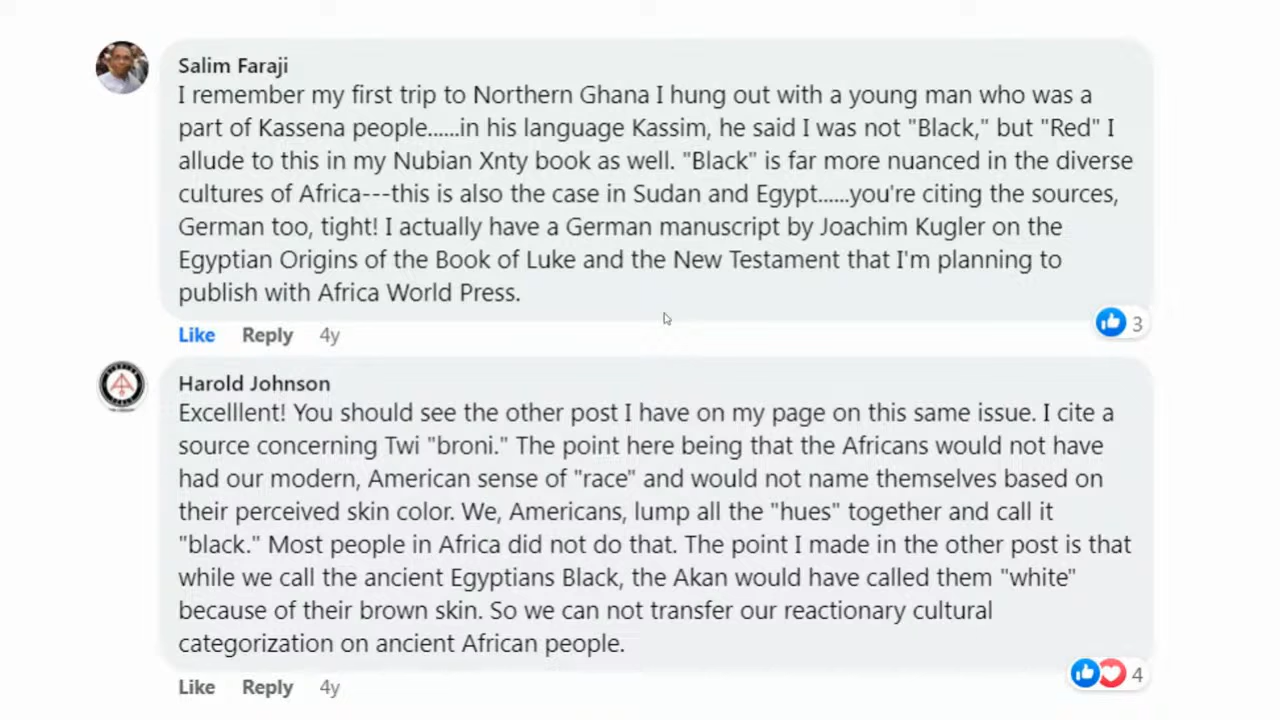 Salim Faraji
I remember my first trip to Northern Ghana I hung out with a young man who was a
part of Kassena people......in his language Kassim, he said I was not "Black," but "Red" I
allude to this in my Nubian Xnty book as well. "Black" is far more nuanced in the diverse
cultures of Africa---this is also the case in Sudan and Egypt......you're citing the sources,
German too, tight! I actually have a German manuscript by Joachim Kugler on the
Egyptian Origins of the Book of Luke and the New Testament that I'm planning to
publish with Africa World Press.
Like Reply 4y 3
Harold Johnson
Excelllent! You should see the other post I have on my page on this same issue. I cite a
source concerning Twi "broni." The point here being that the Africans would not have
had our modern, American sense of "race" and would not name themselves based on
their perceived skin color. We, Americans, lump all the "hues" together and call it
"black." Most people in Africa did not do that. The point I made in the other post is that
while we call the ancient Egyptians Black, the Akan would have called them "white"
because of their brown skin. So we can not transfer our reactionary cultural
categorization on ancient African people.
Like Reply 4y 4